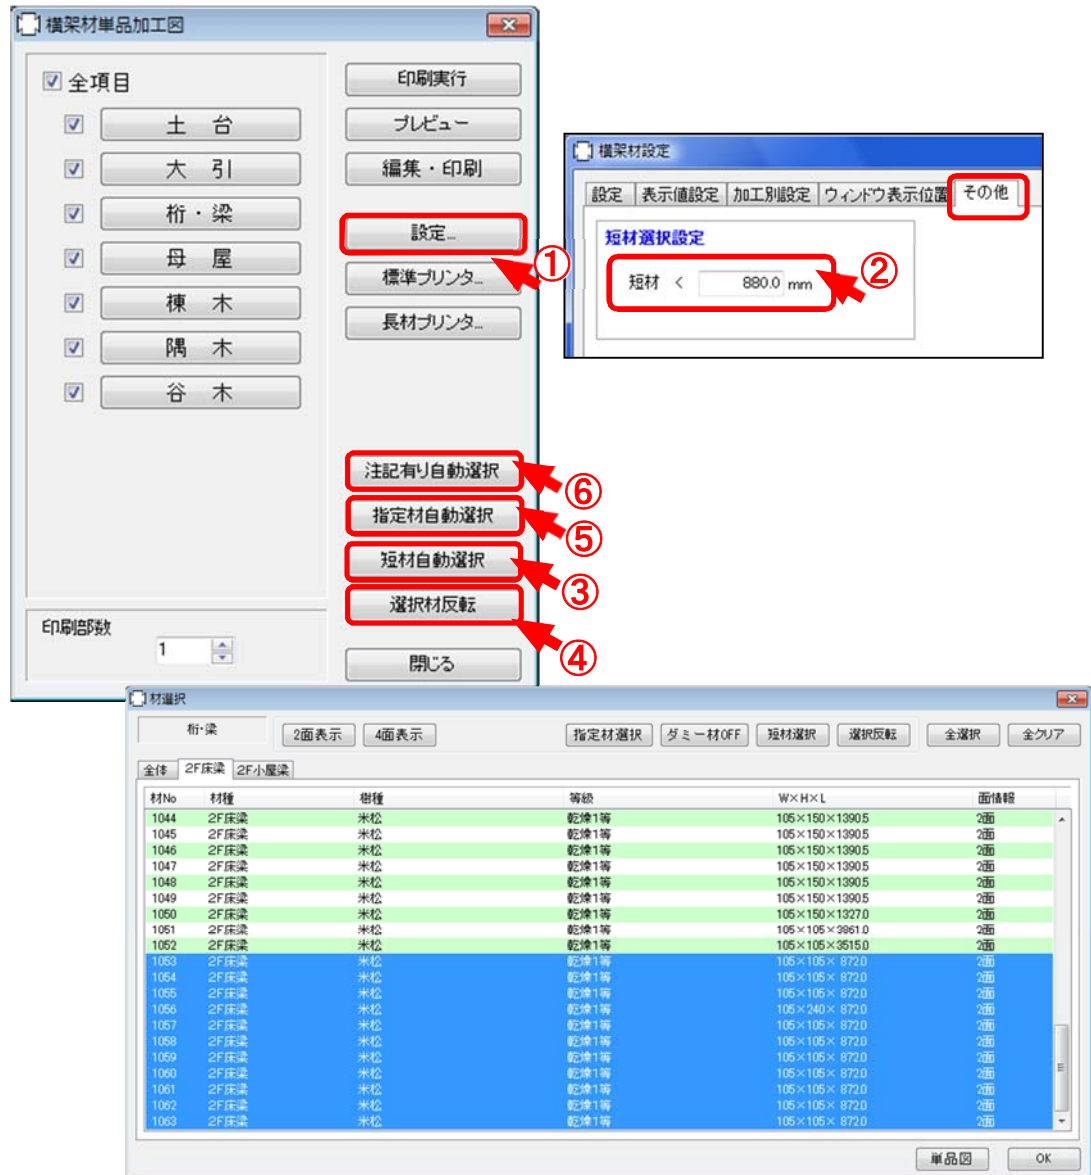 横架材単品加工図
全項目
土 台
大 引
桁・梁
母 屋
棟 木
隅 木
谷 木
印刷部数
1
印刷実行
プレビュー
編集・印刷
設定...
標準プリンタ...
長材プリンタ...
注記有り自動選択
指定材自動選択
短材自動選択
選択材反転
閉じる
①
⑥
⑤
③
④
横架材設定
設定 表示値設定 加工別設定 ウィンドウ表示位置 その他
短材選択設定
短材 < 880.0 mm
②
材選択
桁・梁 2面表示 4面表示 指定材選択 ダミー材OFF 短材選択 選択反転 全選択 全クリア
全体 2F床梁 2F小屋梁
材No 材種 樹種 等級 W×H×L 面情報
1044 2F床梁 米松 乾燥1等 105×150×1390.5 2面
1045 2F床梁 米松 乾燥1等 105×150×1390.5 2面
1046 2F床梁 米松 乾燥1等 105×150×1390.5 2面
1047 2F床梁 米松 乾燥1等 105×150×1390.5 2面
1048 2F床梁 米松 乾燥1等 105×150×1390.5 2面
1049 2F床梁 米松 乾燥1等 105×150×1390.5 2面
1050 2F床梁 米松 乾燥1等 105×150×1327.0 2面
1051 2F床梁 米松 乾燥1等 105×105×3961.0 2面
1052 2F床梁 米松 乾燥1等 105×105×3515.0 2面
1053 2F床梁 米松 乾燥1等 105×105× 872.0 2面
1054 2F床梁 米松 乾燥1等 105×105× 872.0 2面
1055 2F床梁 米松 乾燥1等 105×105× 872.0 2面
1056 2F床梁 米松 乾燥1等 105×240× 872.0 2面
1057 2F床梁 米松 乾燥1等 105×105× 872.0 2面
1058 2F床梁 米松 乾燥1等 105×105× 872.0 2面
1059 2F床梁 米松 乾燥1等 105×105× 872.0 2面
1060 2F床梁 米松 乾燥1等 105×105× 872.0 2面
1061 2F床梁 米松 乾燥1等 105×105× 872.0 2面
1062 2F床梁 米松 乾燥1等 105×105× 872.0 2面
1063 2F床梁 米松 乾燥1等 105×105× 872.0 2面
単品図 OK